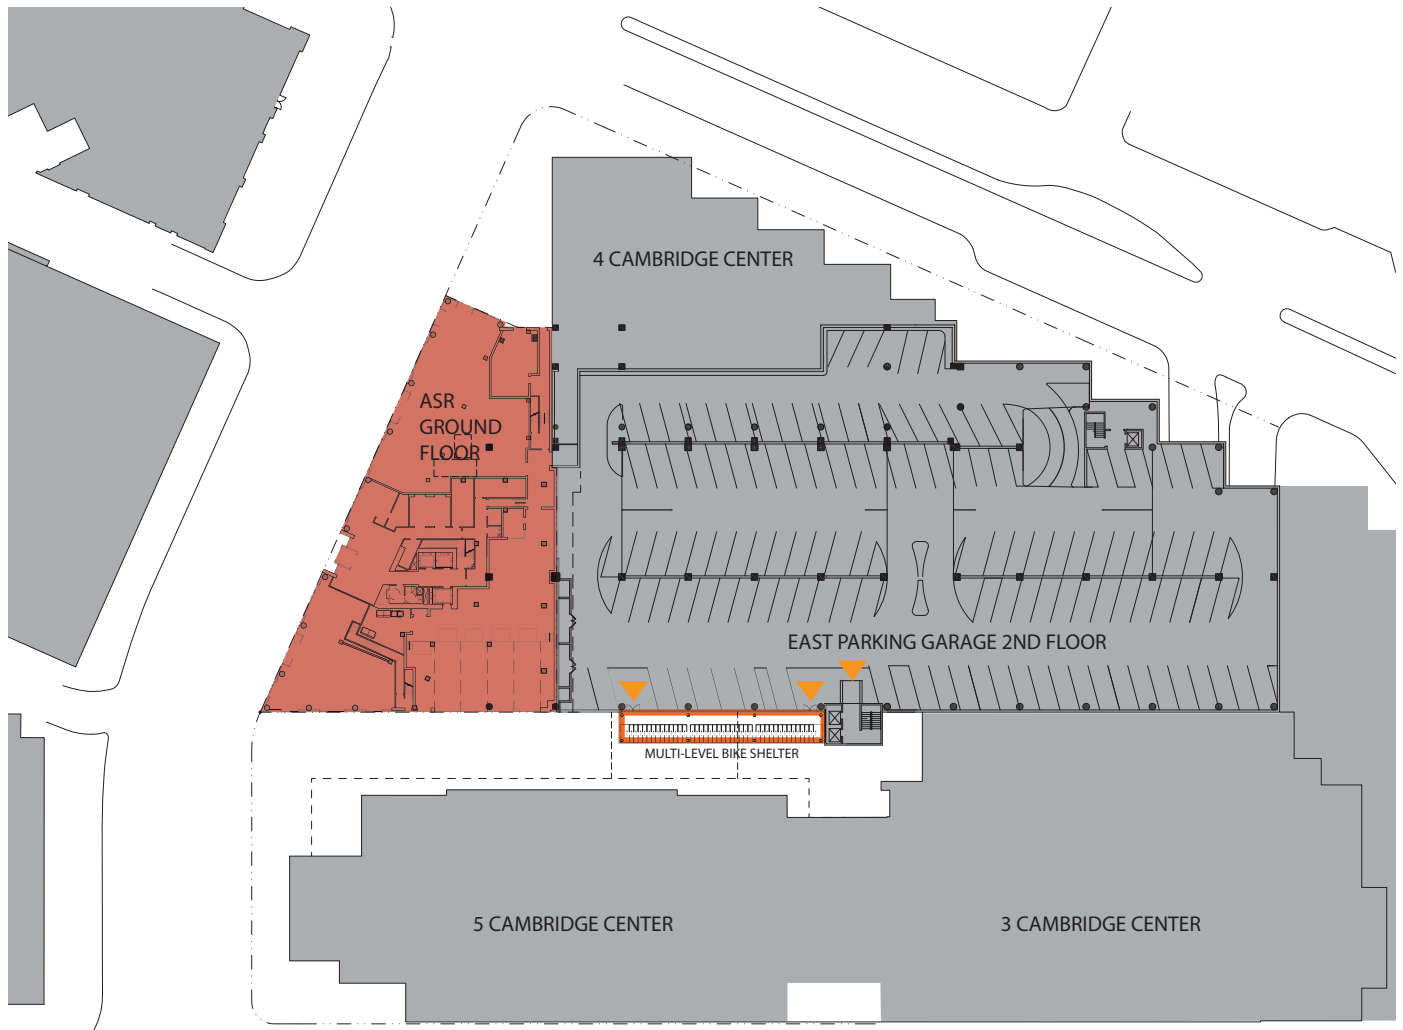 4 CAMBRIDGE CENTER
ASR
GROUND
FLOOR
EAST PARKING GARAGE 2ND FLOOR
MULTI-LEVEL BIKE SHELTER
5 CAMBRIDGE CENTER
3 CAMBRIDGE CENTER